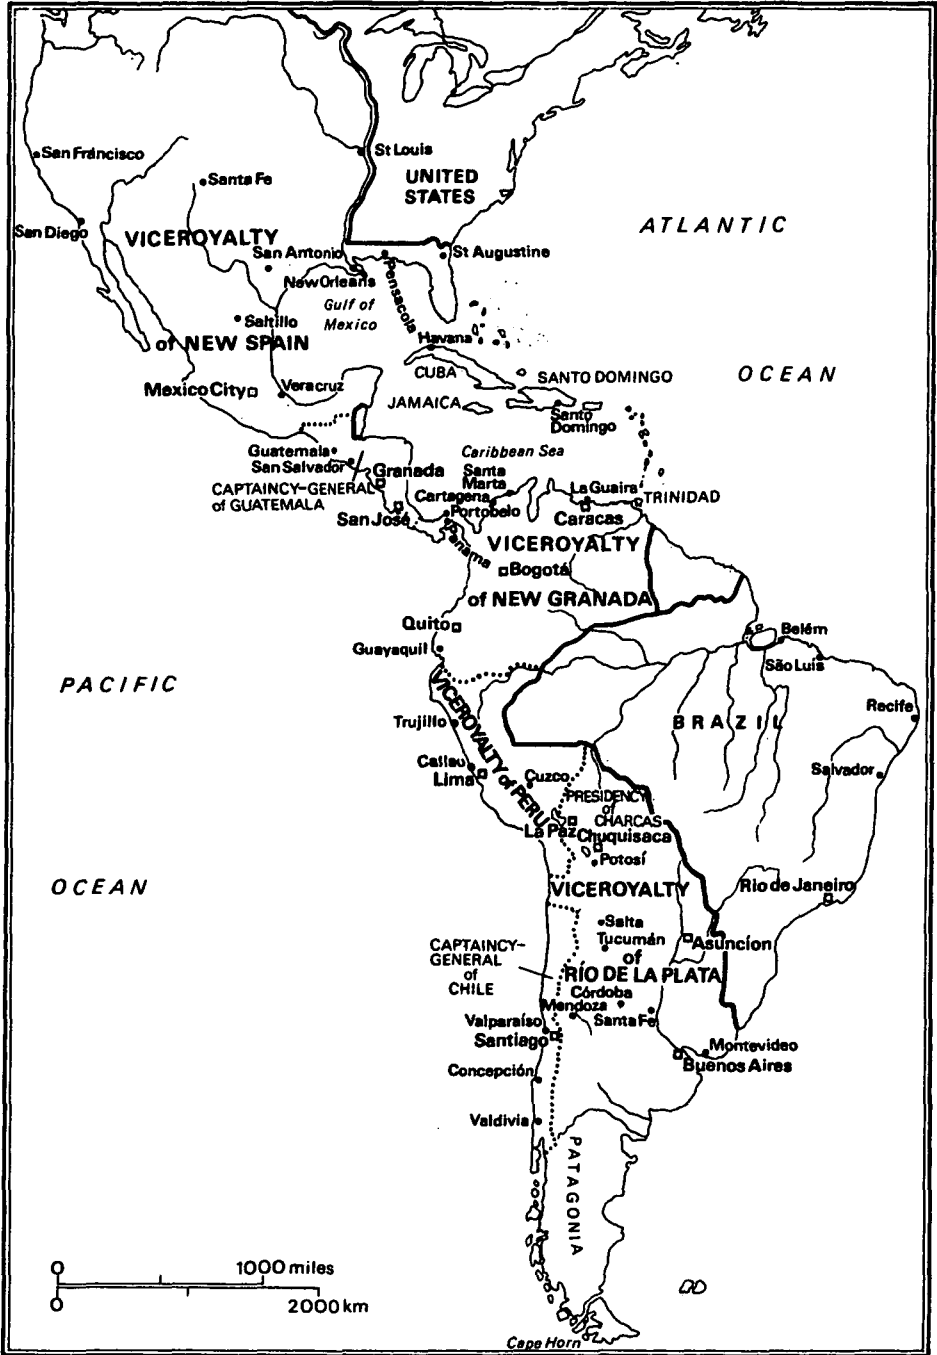 San Francisco
St Louis
Santa Fe
UNITED
STATES
San Diego
VICEROYALTY
San Antonio
New Orleans
Pensacola
St Augustine
ATLANTIC
Gulf of
Mexico
Saltillo
of NEW SPAIN
Havana
CUBA
SANTO DOMINGO
OCEAN
Mexico City
Veracruz
JAMAICA
Santo
Domingo
Guatemala
San Salvador
Caribbean Sea
CAPTAINCY-GENERAL
of GUATEMALA
Granada
Santa
Marta
Cartagena
La Guaira
TRINIDAD
San José
Portobelo
Caracas
Panama
VICEROYALTY
Bogotá
of NEW GRANADA
Quito
Belém
Guayaquil
São Luis
PACIFIC
VICEROYALTY of PERU
Recife
Trujillo
BRAZIL
Callau
Lima
Cuzco
Salvador
PRESIDENCY
of
CHARCAS
La Paz
Chuquisaca
Potosí
OCEAN
VICEROYALTY
Rio de Janeiro
Salta
Tucumán
Asuncíon
of
CAPTAINCY-
GENERAL
of
CHILE
RÍO DE LA PLATA
Córdoba
Mendoza
Santa Fe
Valparaíso
Santiago
Montevideo
Buenos Aires
Concepción
Valdivia
PATAGONIA
0 1000 miles
0 2000 km
Cape Horn